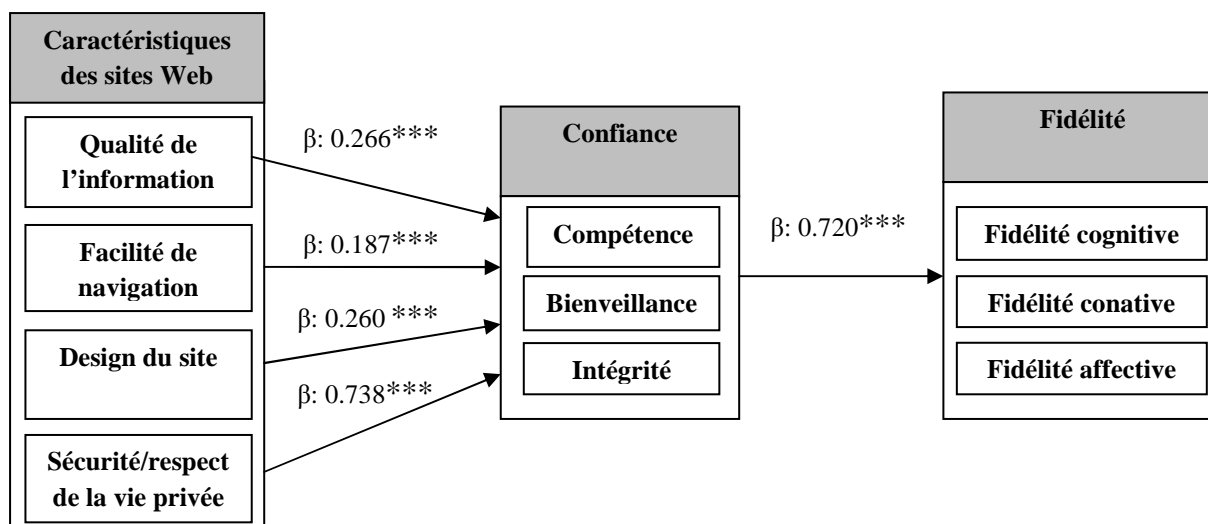 Caractéristiques
des sites Web
Qualité de
l’information
Facilité de
navigation
Design du site
Sécurité/respect
de la vie privée
β: 0.266***
β: 0.187***
β: 0.260 ***
β: 0.738***
Confiance
Compétence
Bienveillance
Intégrité
β: 0.720***
Fidélité
Fidélité cognitive
Fidélité conative
Fidélité affective